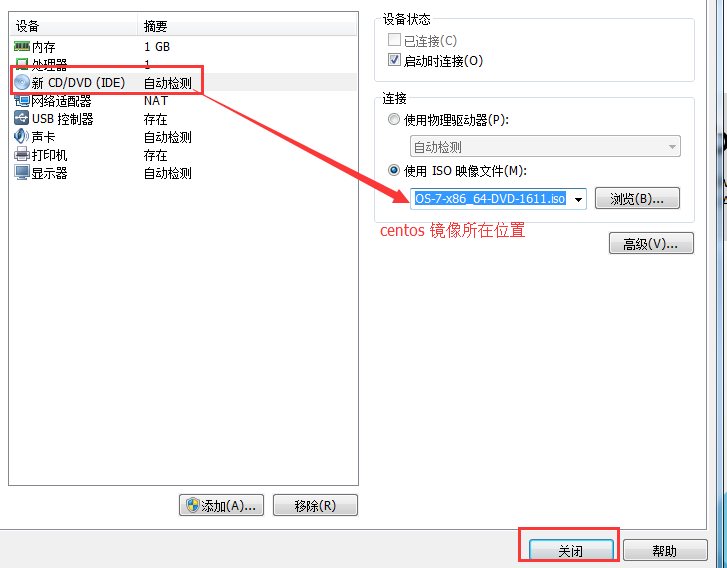 设备 摘要
内存 1 GB
处理器 1
新 CD/DVD (IDE) 自动检测
网络适配器 NAT
USB 控制器 存在
声卡 自动检测
打印机 存在
显示器 自动检测
添加(A)... 移除(R)
设备状态
已连接(C)
启动时连接(O)
连接
使用物理驱动器(P):
自动检测
使用 ISO 映像文件(M):
OS-7-x86_64-DVD-1611.iso 浏览(B)...
centos 镜像所在位置
高级(V)...
关闭 帮助